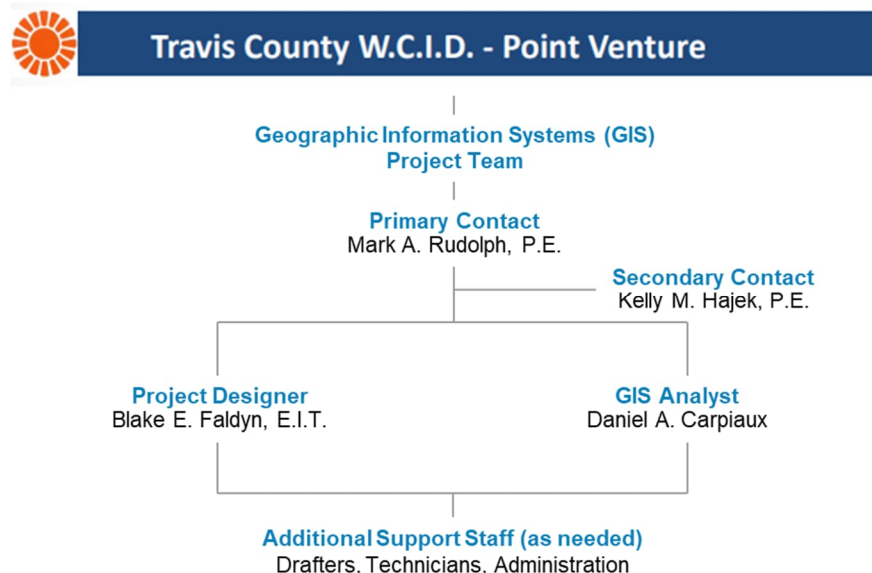 Travis County W.C.I.D. - Point Venture
Geographic Information Systems (GIS)
Project Team
Primary Contact
Mark A. Rudolph, P.E.
Secondary Contact
Kelly M. Hajek, P.E.
Project Designer
Blake E. Faldyn, E.I.T.
GIS Analyst
Daniel A. Carpiaux
Additional Support Staff (as needed)
Drafters, Technicians, Administration